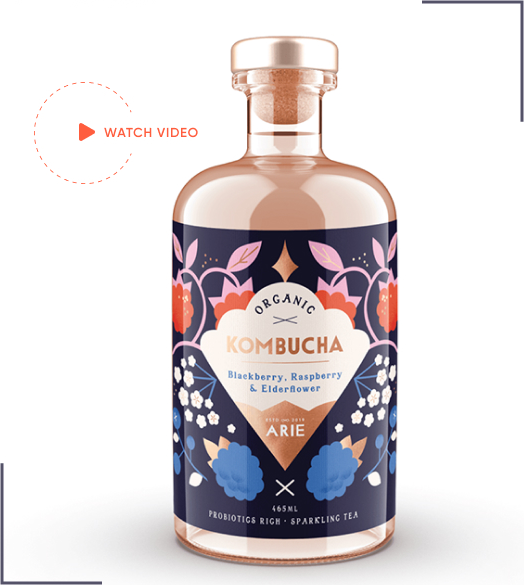 WATCH VIDEO
ORGANIC
KOMBUCHA
Blackberry, Raspberry
& Elderflower
ARIE
465ML
PROBIOTICS RICH · SPARKLING TEA